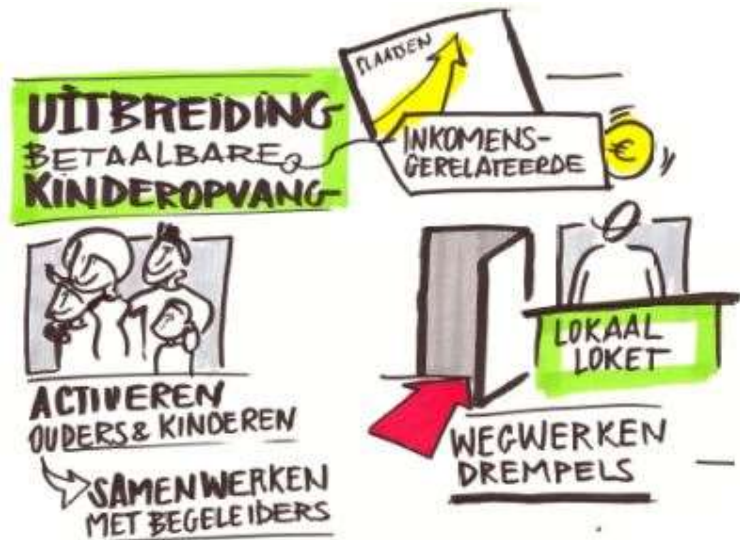 UITBREIDING
BETAALBARE
KINDEROPVANG
PLAATSEN
INKOMENS-
GERELATEERDE
€
ACTIVEREN
OUDERS & KINDEREN
SAMENWERKEN
MET BEGELEIDERS
LOKAAL
LOKET
WEGWERKEN
DREMPELS